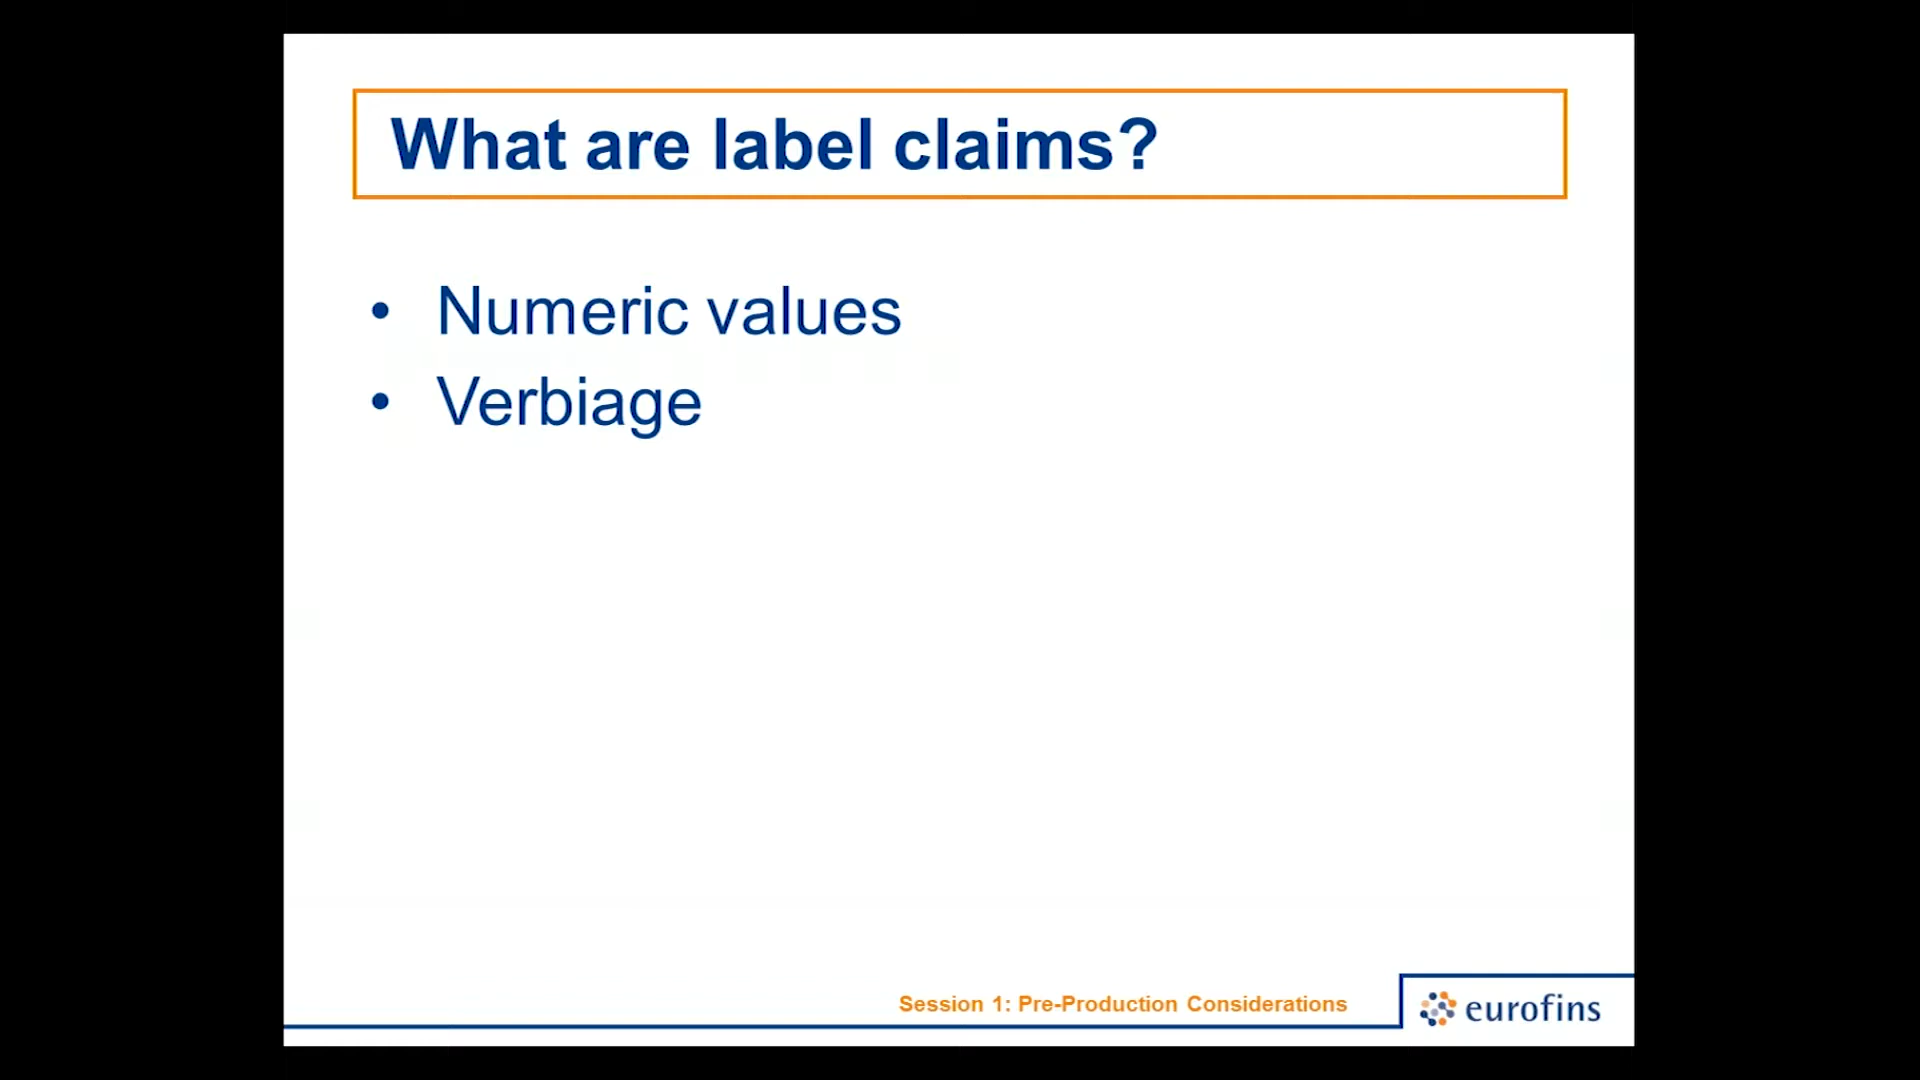 What are label claims?
• Numeric values
• Verbiage
Session 1: Pre-Production Considerations
eurofins